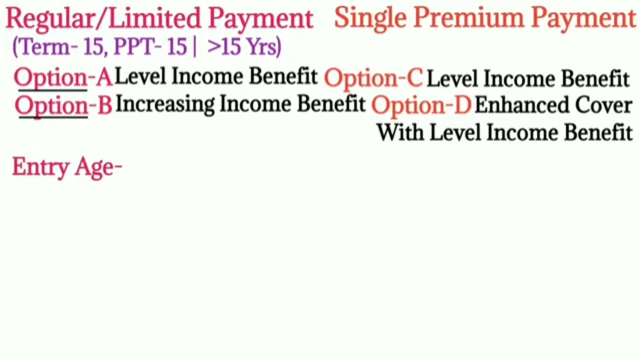 Regular/Limited Payment Single Premium Payment
(Term- 15, PPT- 15 | >15 Yrs)
Option-A Level Income Benefit Option-C Level Income Benefit
Option-B Increasing Income Benefit Option-D Enhanced Cover
With Level Income Benefit
Entry Age-